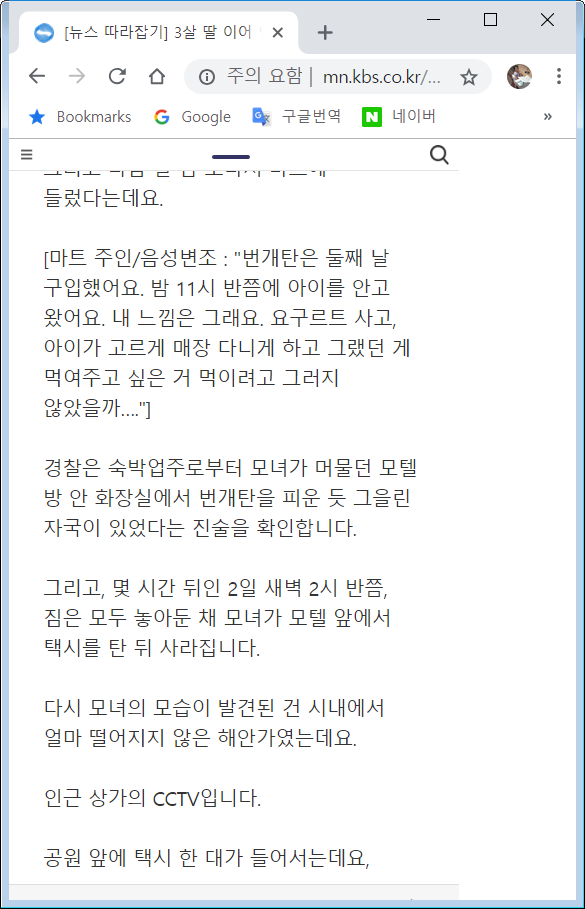 [뉴스 따라잡기] 3살 딸 이어
주의 요함 | mn.kbs.co.kr/...
Bookmarks Google 구글번역 네이버 »
들렀다는데요.
[마트 주인/음성변조 : "번개탄은 둘째 날
구입했어요. 밤 11시 반쯤에 아이를 안고
왔어요. 내 느낌은 그래요. 요구르트 사고,
아이가 고르게 매장 다니게 하고 그랬던 게
먹여주고 싶은 거 먹이려고 그러지
않았을까…."]
경찰은 숙박업주로부터 모녀가 머물던 모텔
방 안 화장실에서 번개탄을 피운 듯 그을린
자국이 있었다는 진술을 확인합니다.
그리고, 몇 시간 뒤인 2일 새벽 2시 반쯤,
짐은 모두 놓아둔 채 모녀가 모텔 앞에서
택시를 탄 뒤 사라집니다.
다시 모녀의 모습이 발견된 건 시내에서
얼마 떨어지지 않은 해안가였는데요.
인근 상가의 CCTV입니다.
공원 앞에 택시 한 대가 들어서는데요,